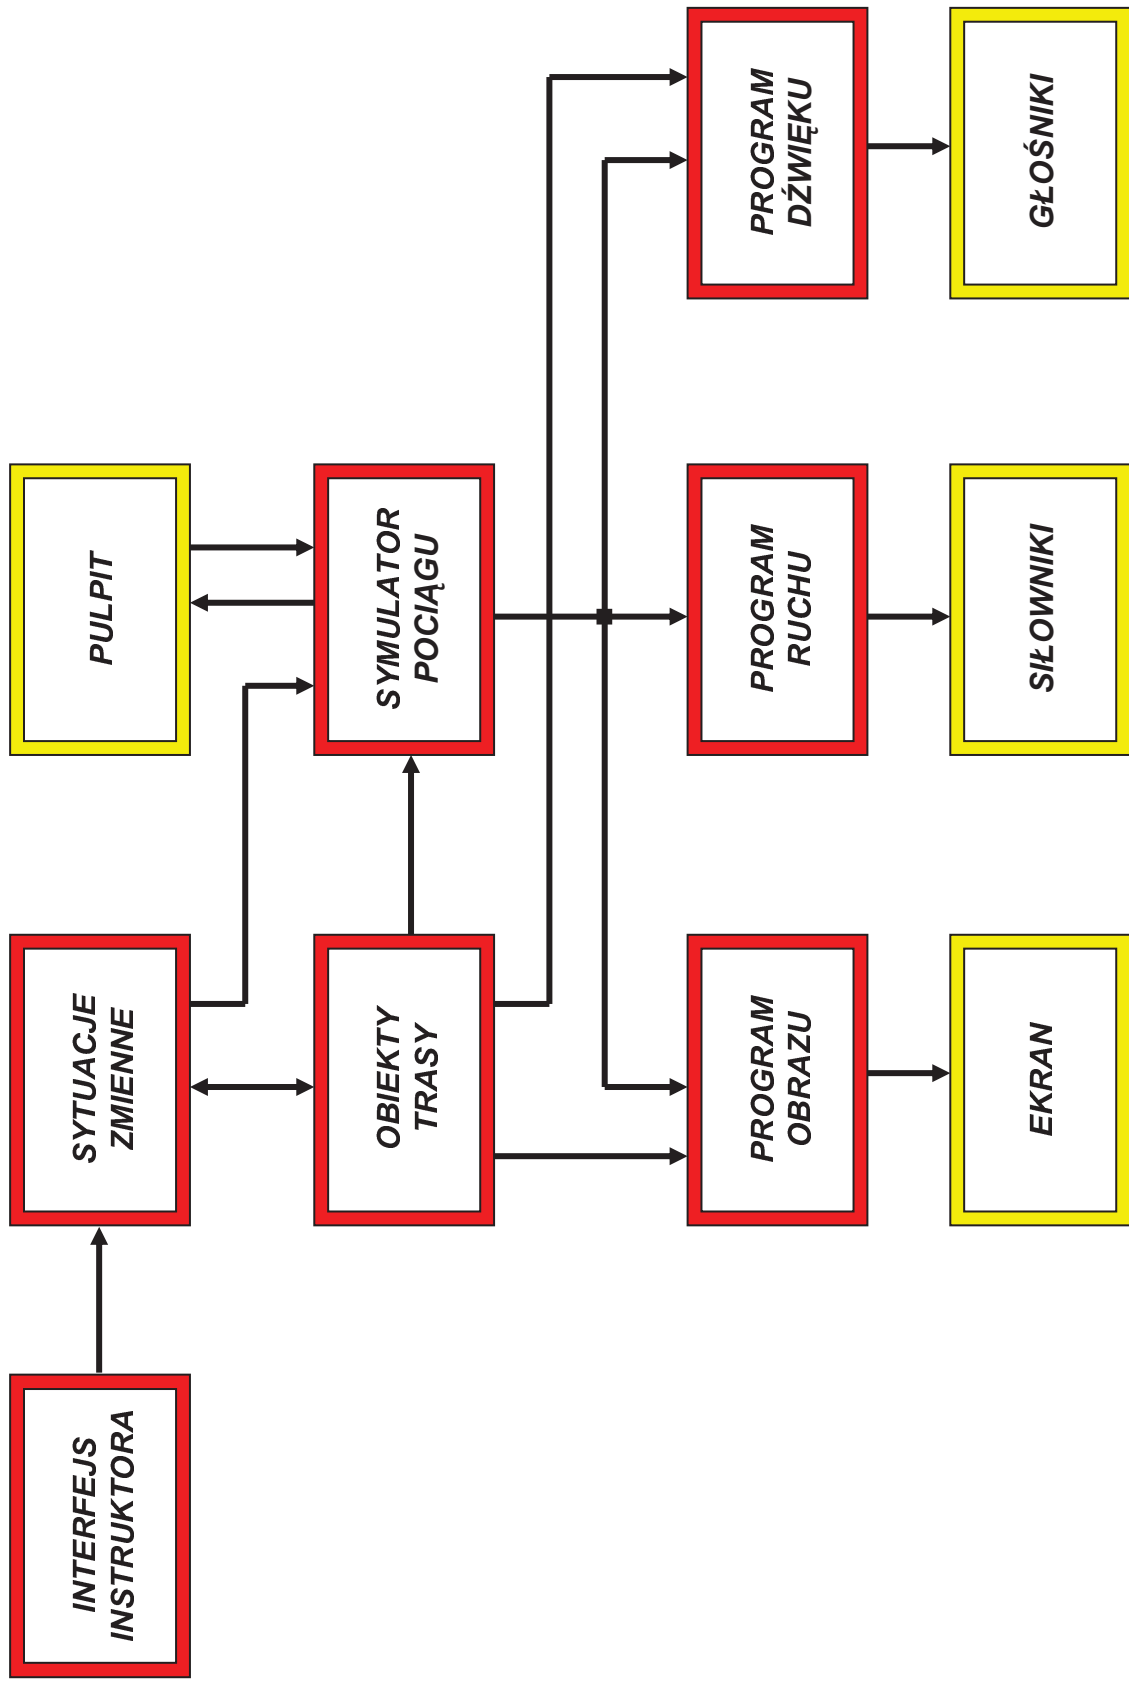 INTERFEJS
INSTRUKTORA
SYTUACJE
ZMIENNE
PULPIT
OBIEKTY
TRASY
SYMULATOR
POCIĄGU
PROGRAM
OBRAZU
PROGRAM
RUCHU
PROGRAM
DŹWIĘKU
EKRAN
SIŁOWNIKI
GŁOŚNIKI